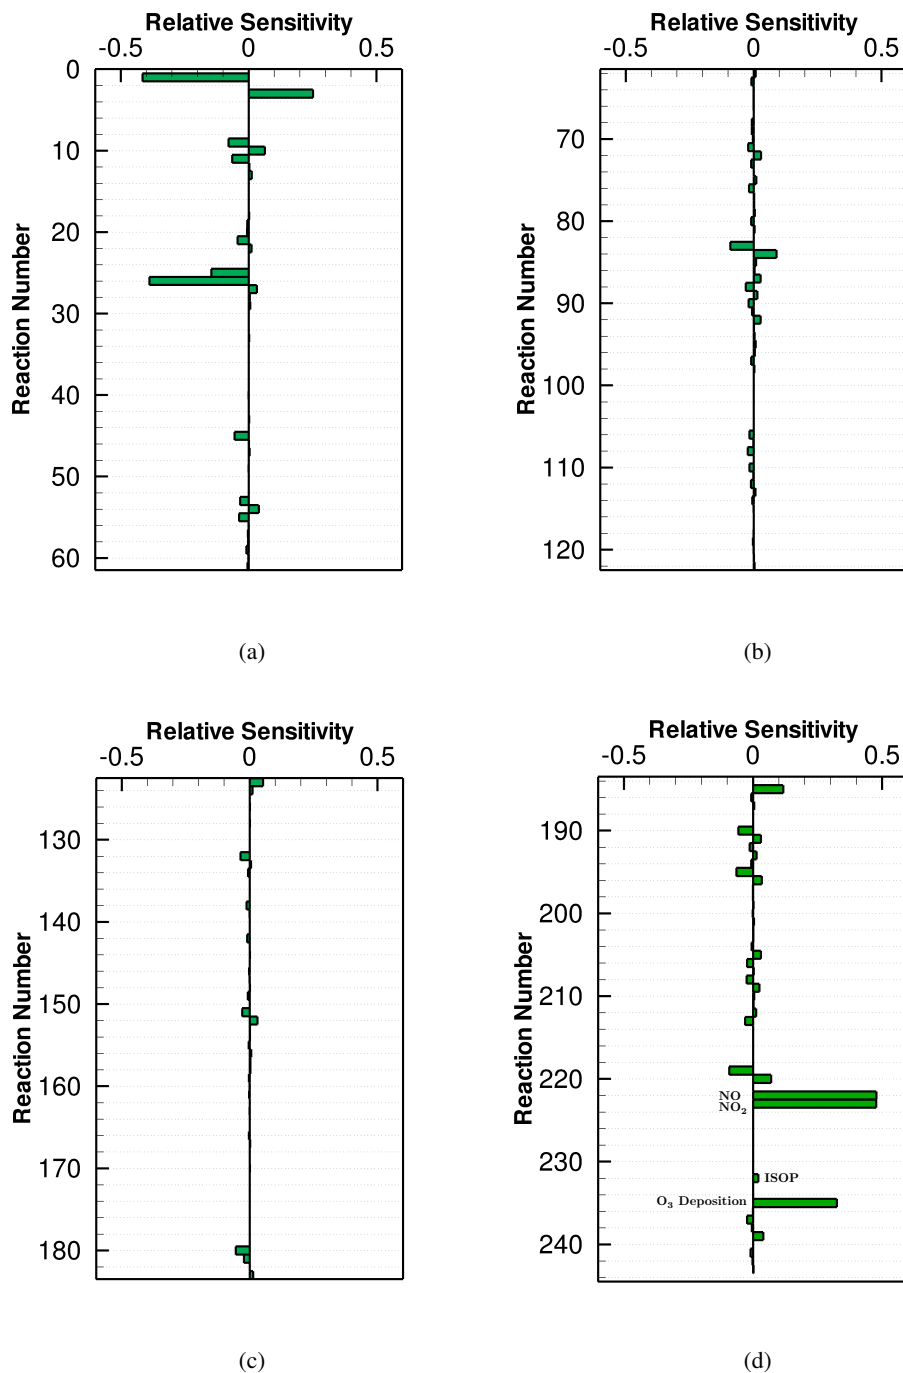 Relative Sensitivity
-0.5 0 0.5
0
10
20
30
40
50
60
Reaction Number
(a)
Relative Sensitivity
-0.5 0 0.5
70
80
90
100
110
120
Reaction Number
(b)
Relative Sensitivity
-0.5 0 0.5
130
140
150
160
170
180
Reaction Number
(c)
Relative Sensitivity
-0.5 0 0.5
190
200
210
220
230
240
Reaction Number
NO
NO₂
ISOP
O₃ Deposition
(d)